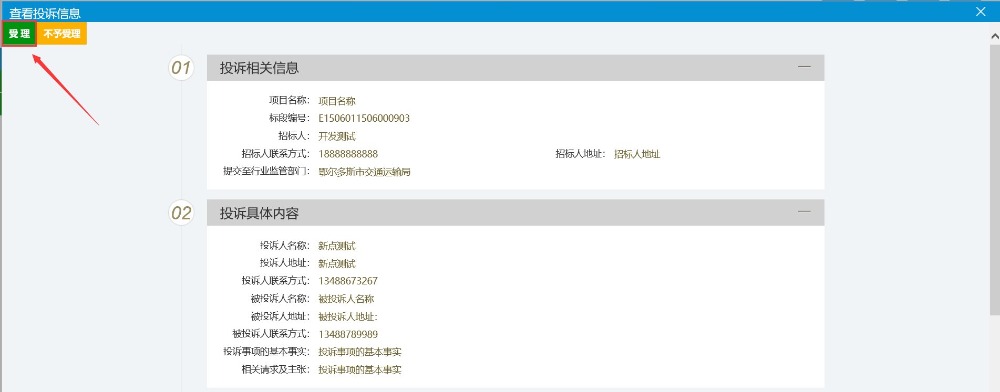 查看投诉信息
受 理 不予受理
01 投诉相关信息
项目名称： 项目名称
标段编号： E1506011506000903
招标人： 开发测试
招标人联系方式： 18888888888 招标人地址： 招标人地址
提交至行业监管部门： 鄂尔多斯市交通运输局
02 投诉具体内容
投诉人名称： 新点测试
投诉人地址： 新点测试
投诉人联系方式： 13488673267
被投诉人名称： 被投诉人名称
被投诉人地址： 被投诉人地址：
被投诉人联系方式： 13488789989
投诉事项的基本事实： 投诉事项的基本事实
相关请求及主张： 投诉事项的基本事实